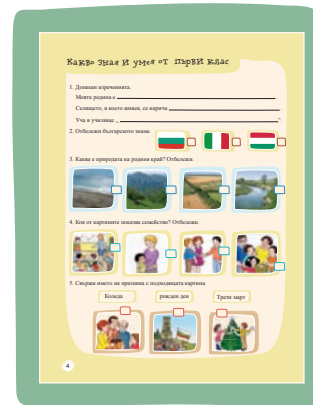 Какво зная и умея от първи клас
1. Допиши изреченията.
Моята родина е .
Селището, в което живея, се нарича .
Уча в училище „ “.
2. Отбележи българското знаме.
3. Каква е природата на родния край? Отбележи.
4. Коя от картините показва семейство? Отбележи.
5. Свържи името на празника с подходящата картина.
Коледа рожден ден Трети март
4